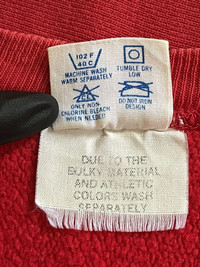 102 F
40 C
MACHINE WASH
WARM SEPARATELY
TUMBLE DRY
LOW
ONLY NON
CHLORINE BLEACH
WHEN NEEDED
DO NOT IRON
DESIGN
DUE TO THE
BULKY MATERIAL
AND ATHLETIC
COLORS WASH
SEPARATELY